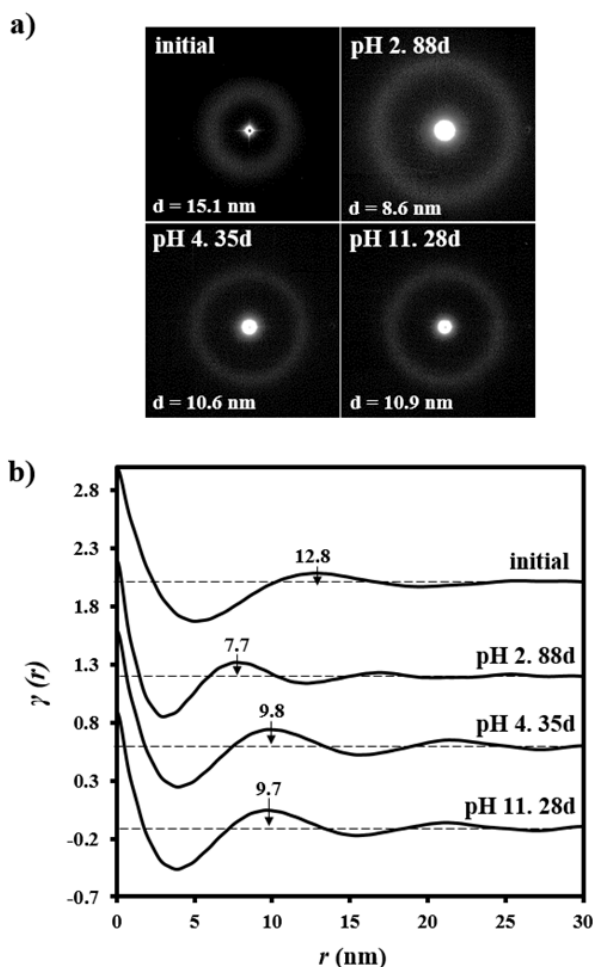 a)
initial
pH 2. 88d
d = 15.1 nm
d = 8.6 nm
pH 4. 35d
pH 11. 28d
d = 10.6 nm
d = 10.9 nm
b)
2.8
2.3
1.8
1.3
0.8
0.3
-0.2
-0.7
γ (r)
12.8
initial
7.7
pH 2. 88d
9.8
pH 4. 35d
9.7
pH 11. 28d
0
5
10
15
20
25
30
r (nm)